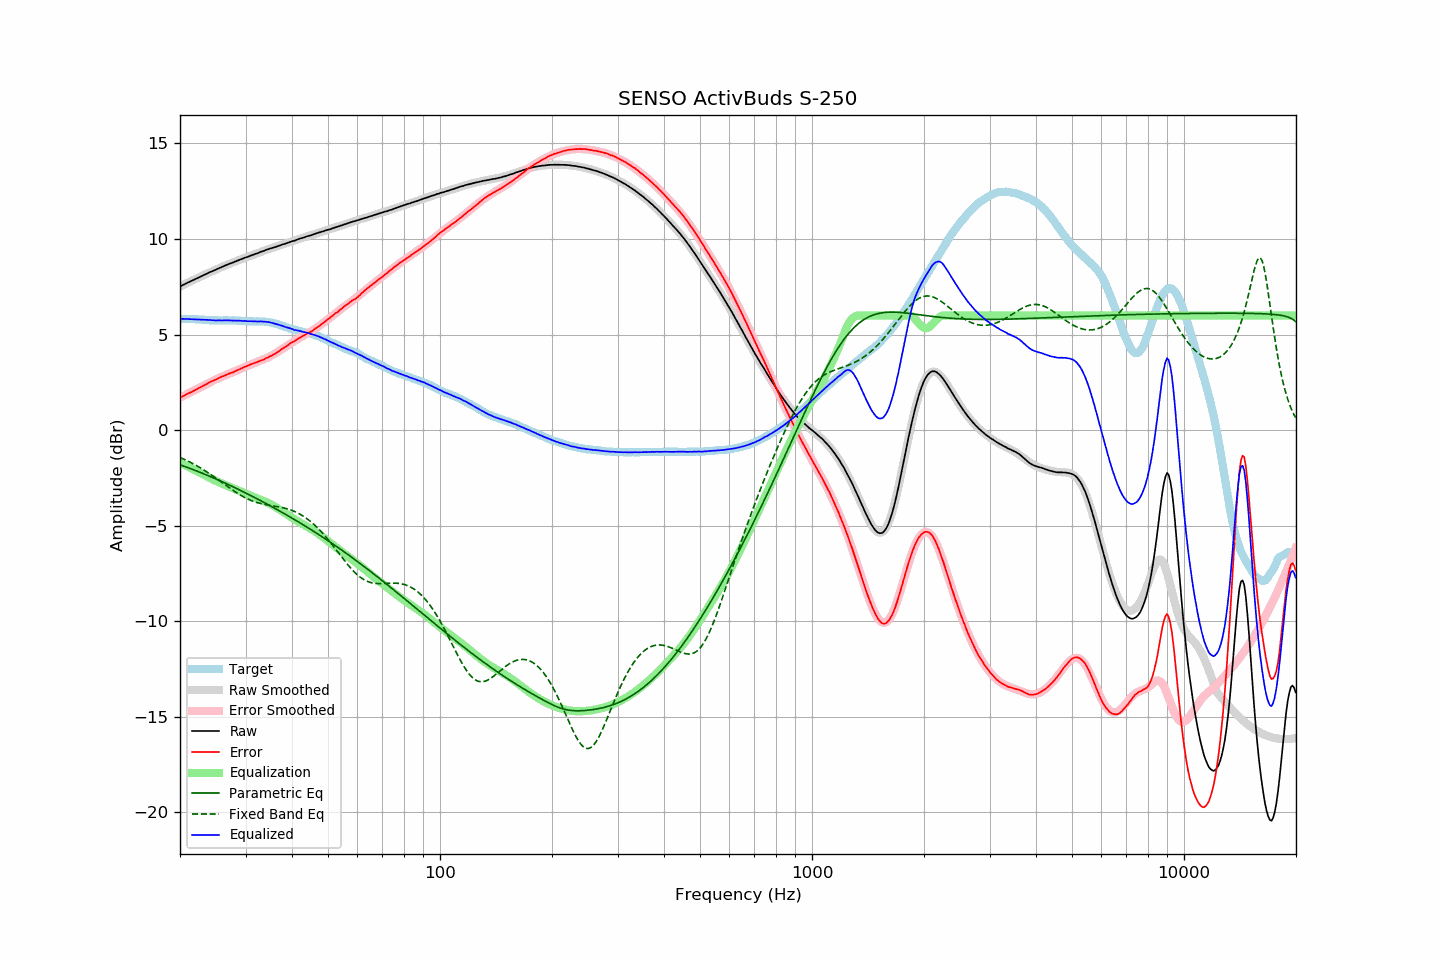 SENSO ActivBuds S-250
15
10
5
0
−5
−10
−15
−20
Amplitude (dBr)
Target
Raw Smoothed
Error Smoothed
Raw
Error
Equalization
Parametric Eq
Fixed Band Eq
Equalized
100
1000
10000
Frequency (Hz)